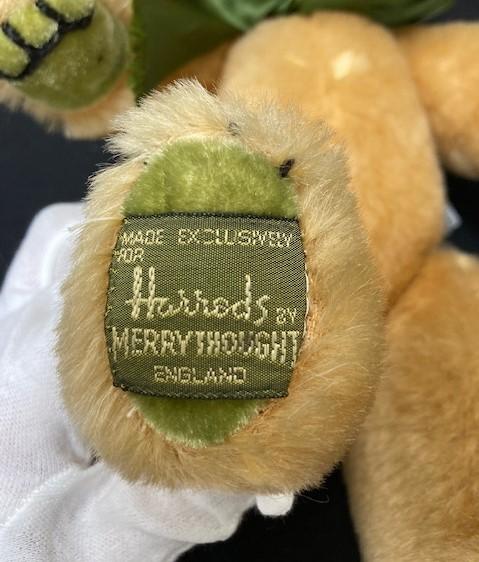 MADE EXCLUSIVELY
FOR
Harrods BY
MERRYTHOUGHT
ENGLAND